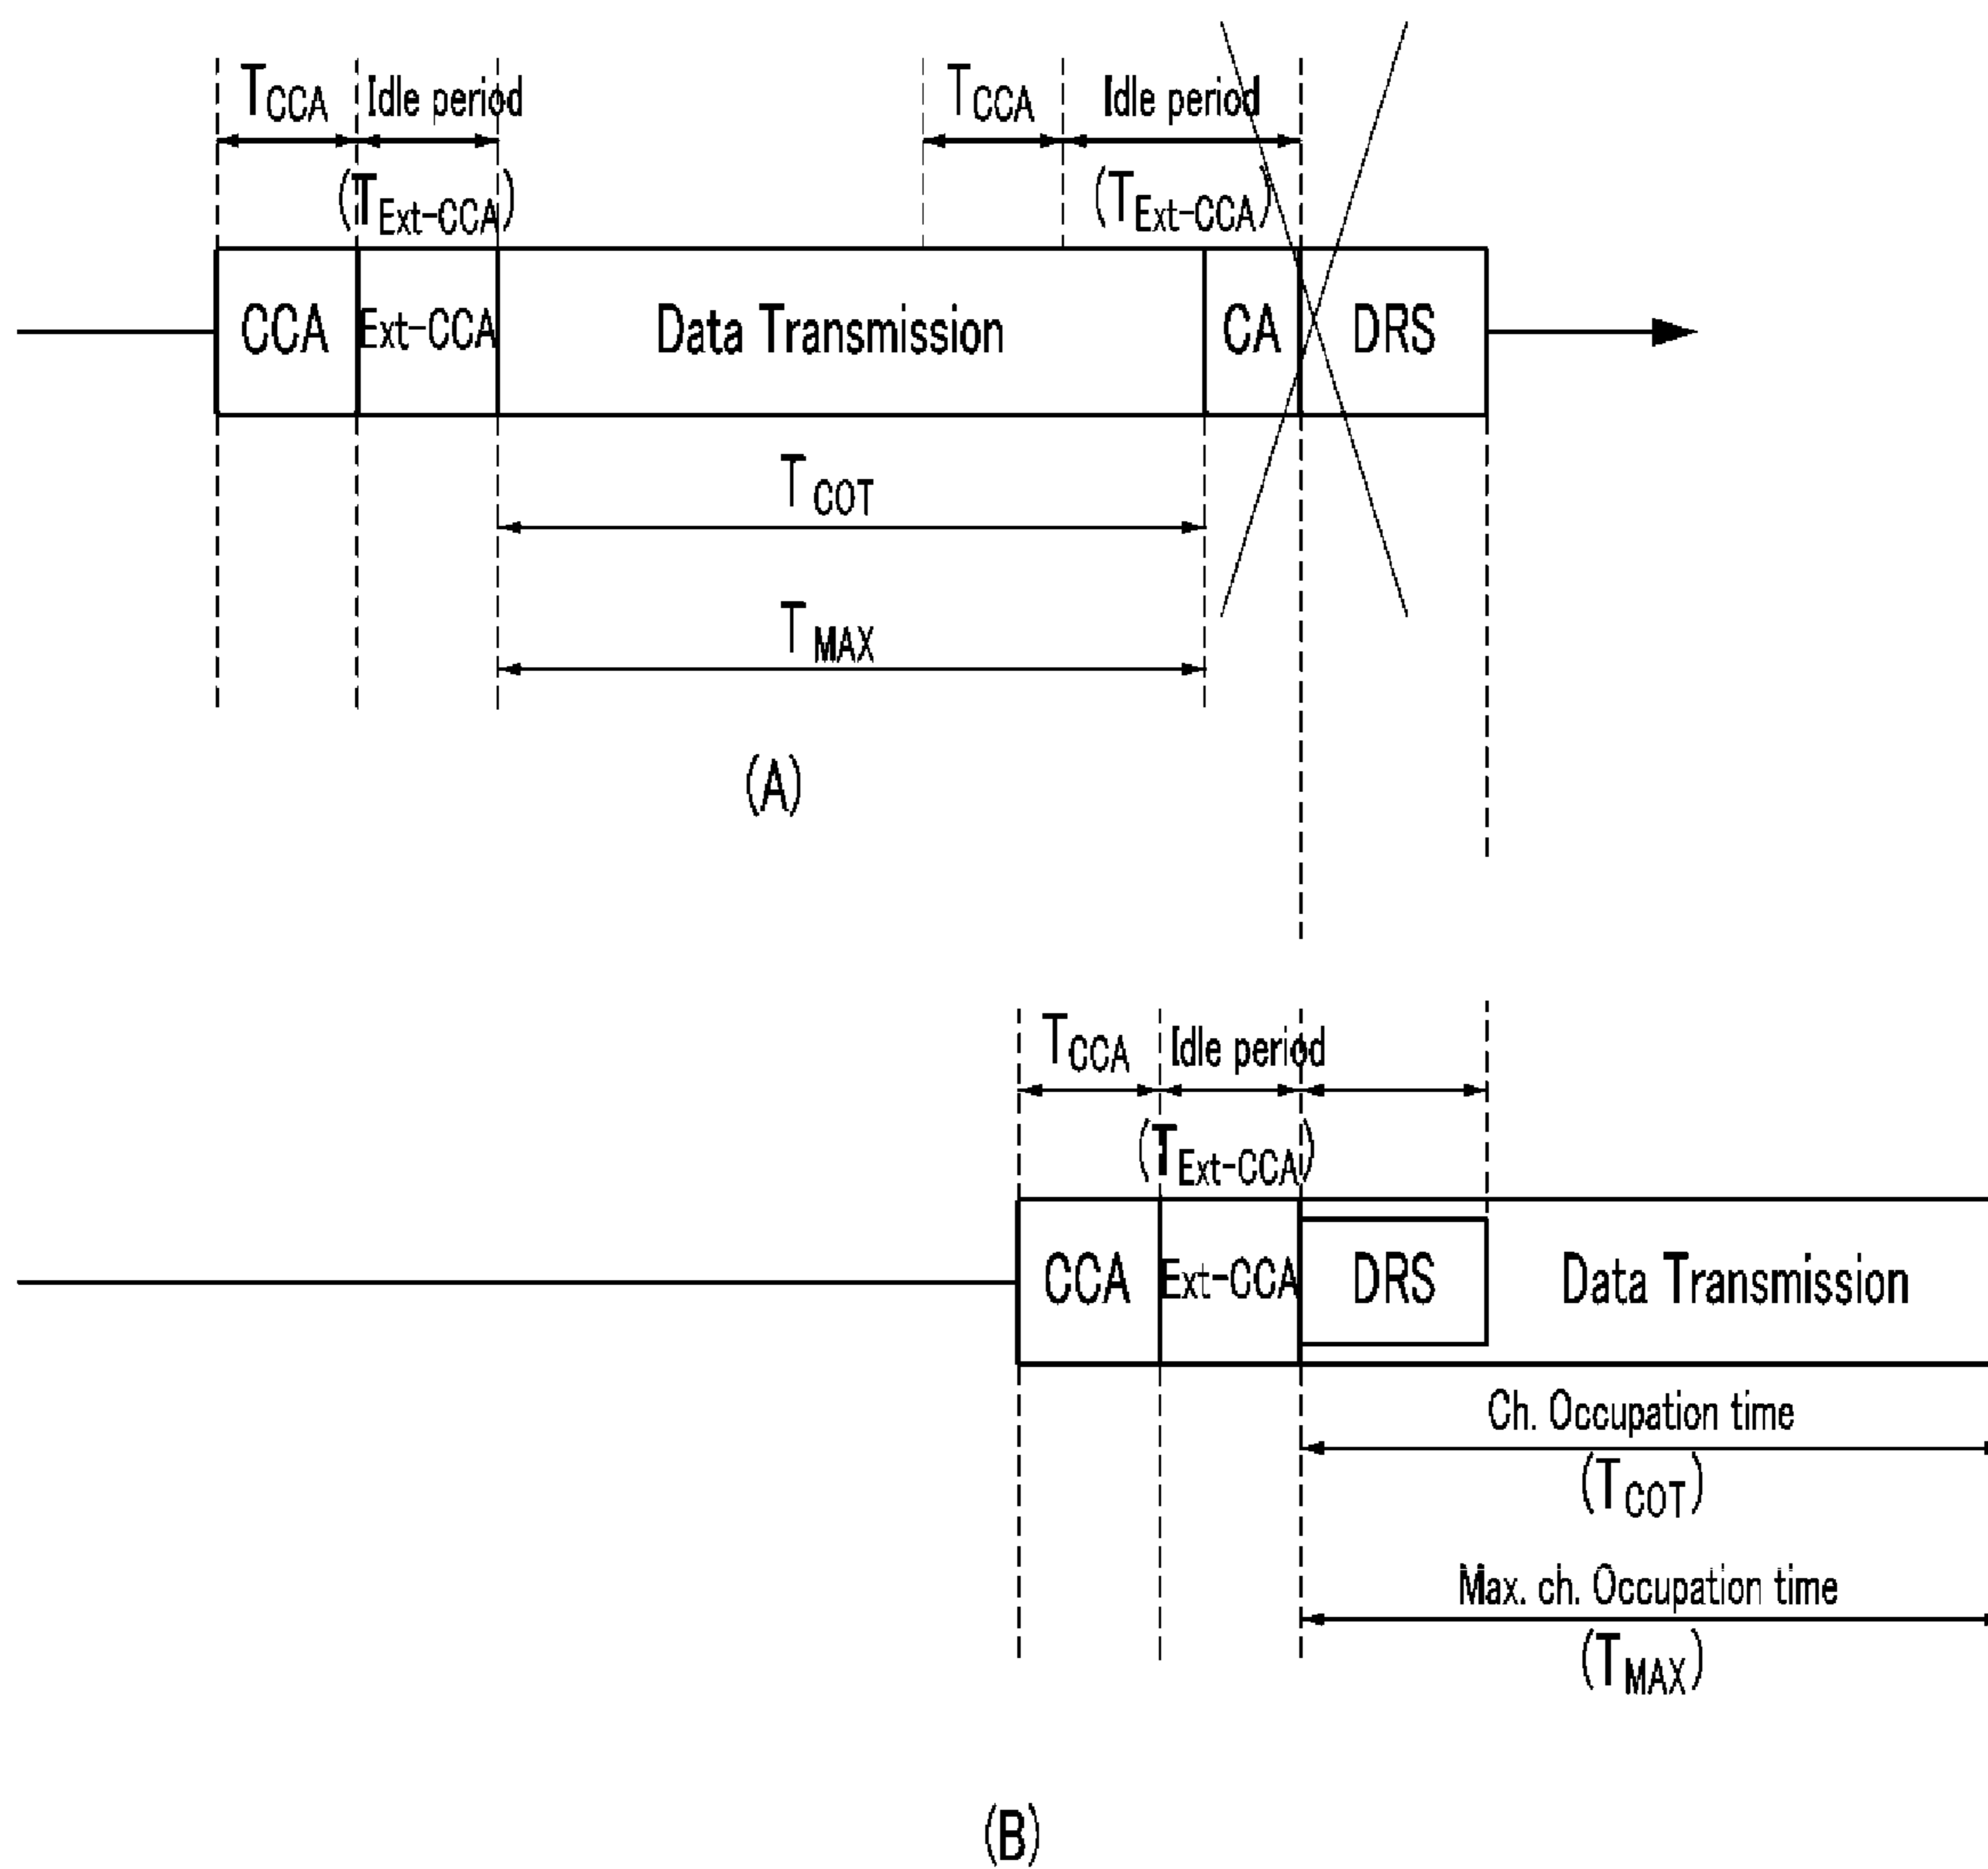 TCCA Idle period TCCA Idle period
(TExt-CCA) (TExt-CCA)
CCA Ext-CCA Data Transmission CA DRS
TCOT
TMAX
(A)
TCCA Idle period
(TExt-CCA)
CCA Ext-CCA DRS Data Transmission
Ch. Occupation time
(TCOT)
Max. ch. Occupation time
(TMAX)
(B)